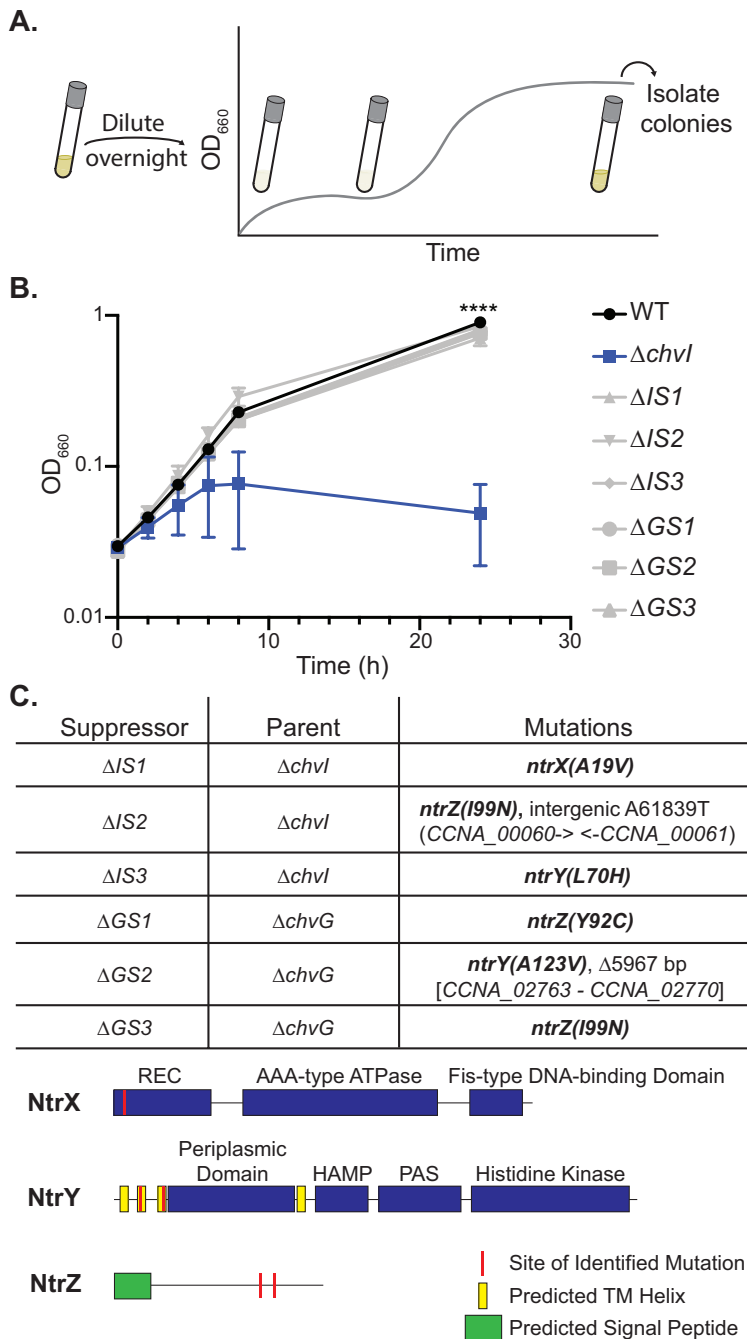 A.
Dilute
overnight
OD660
Time
Isolate
colonies
B.
OD660
1
0.1
0.01
0
10
20
30
Time (h)
****
WT
ΔchvI
ΔIS1
ΔIS2
ΔIS3
ΔGS1
ΔGS2
ΔGS3
C.
Suppressor Parent Mutations
ΔIS1 ΔchvI ntrX(A19V)
ΔIS2 ΔchvI ntrZ(I99N), intergenic A61839T
(CCNA_00060-> <-CCNA_00061)
ΔIS3 ΔchvI ntrY(L70H)
ΔGS1 ΔchvG ntrZ(Y92C)
ΔGS2 ΔchvG ntrY(A123V), Δ5967 bp
[CCNA_02763 - CCNA_02770]
ΔGS3 ΔchvG ntrZ(I99N)
REC AAA-type ATPase Fis-type DNA-binding Domain
NtrX
Periplasmic
Domain HAMP PAS Histidine Kinase
NtrY
NtrZ
Site of Identified Mutation
Predicted TM Helix
Predicted Signal Peptide